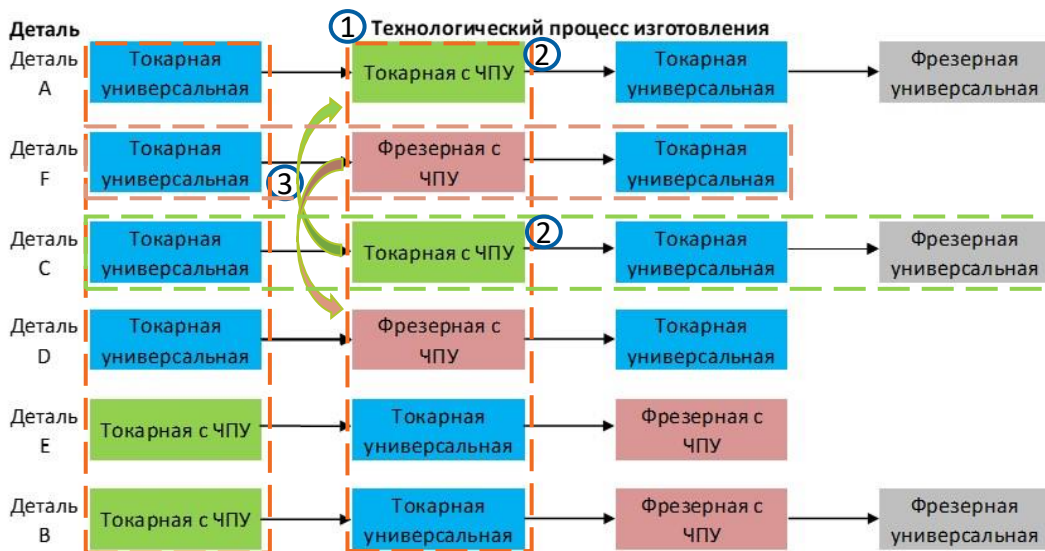 Деталь
① Технологический процесс изготовления
Деталь
А
Токарная
универсальная
Токарная с ЧПУ
②
Токарная
универсальная
Фрезерная
универсальная
Деталь
F
Токарная
универсальная
③
Фрезерная с
ЧПУ
Токарная
универсальная
Деталь
С
Токарная
универсальная
Токарная с ЧПУ
②
Токарная
универсальная
Фрезерная
универсальная
Деталь
D
Токарная
универсальная
Фрезерная с
ЧПУ
Токарная
универсальная
Деталь
Е
Токарная с ЧПУ
Токарная
универсальная
Фрезерная с
ЧПУ
Деталь
В
Токарная с ЧПУ
Токарная
универсальная
Фрезерная с
ЧПУ
Фрезерная
универсальная